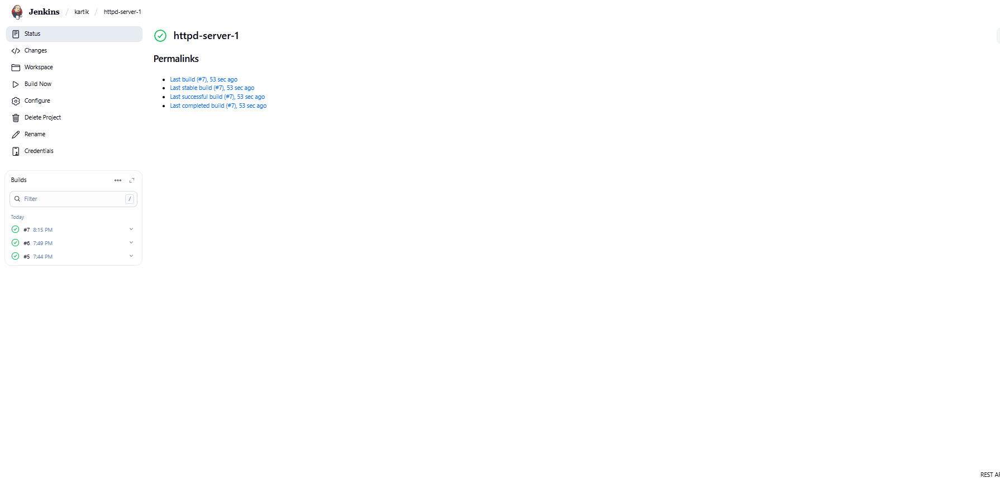 Jenkins / kartik / httpd-server-1
Status
Changes
Workspace
Build Now
Configure
Delete Project
Rename
Credentials
Builds
Filter /
Today
#7 8:15 PM
#6 7:49 PM
#5 7:44 PM
httpd-server-1
Permalinks
Last build (#7), 53 sec ago
Last stable build (#7), 53 sec ago
Last successful build (#7), 53 sec ago
Last completed build (#7), 53 sec ago
REST